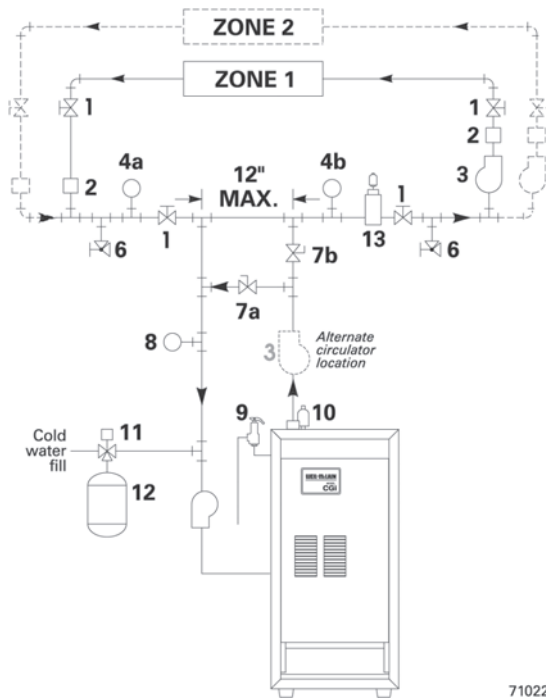 ZONE 2
ZONE 1
1
1
2
2
3
4a
12"
MAX.
4b
6
1
13
1
6
7b
7a
8
3
Alternate
circulator
location
9
10
Cold
water
fill
11
12
CGi
71022